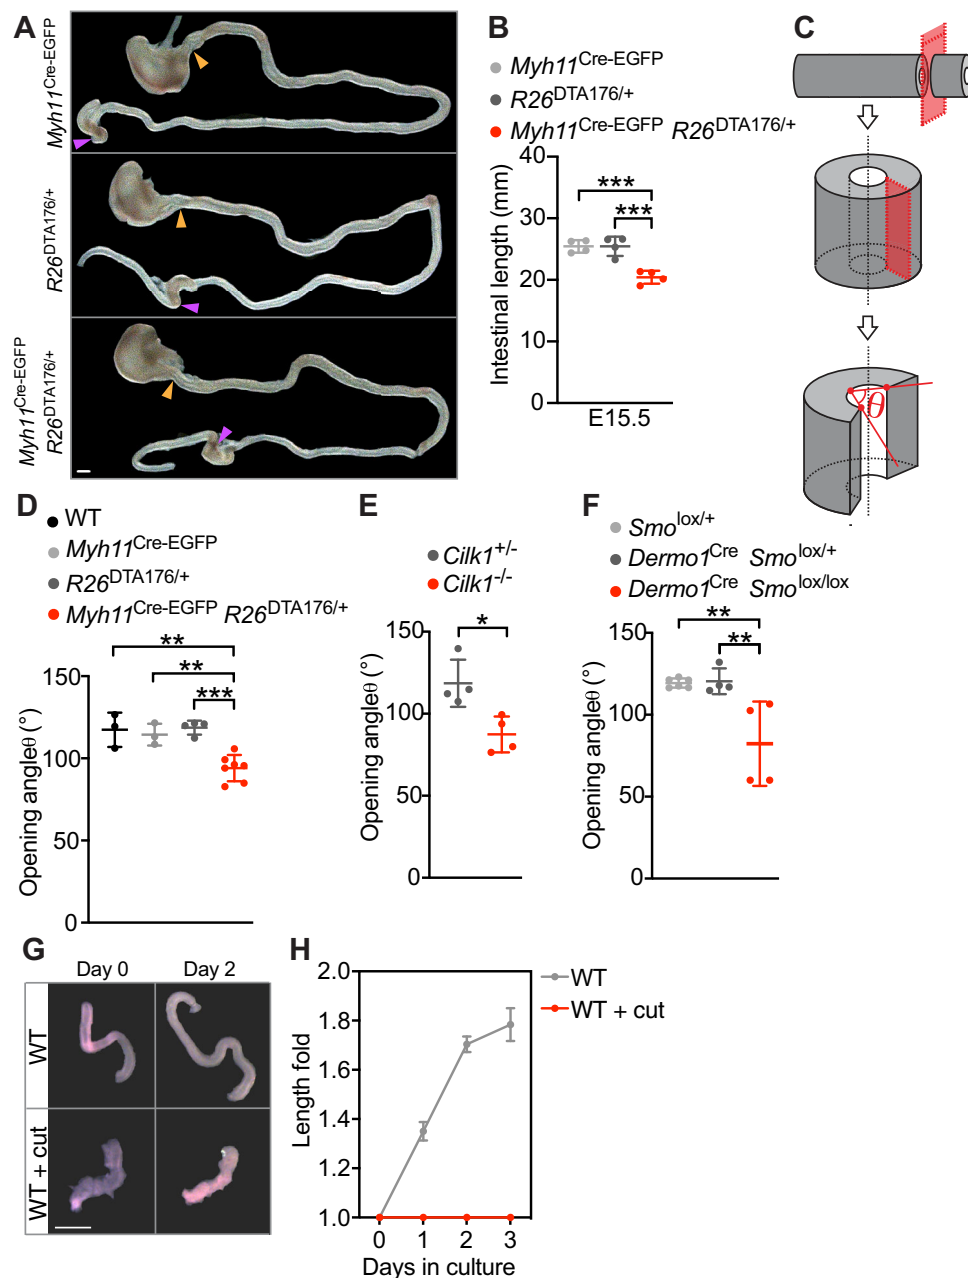 A
Myh11Cre-EGFP
R26DTA176/+
Myh11Cre-EGFP
R26DTA176/+
B
Myh11Cre-EGFP
R26DTA176/+
Myh11Cre-EGFP R26DTA176/+
Intestinal length (mm)
40
30
20
10
0
***
***
E15.5
C
θ
D
WT
Myh11Cre-EGFP
R26DTA176/+
Myh11Cre-EGFP R26DTA176/+
**
**
***
Opening angleθ (°)
150
100
50
0
E
Cilk1+/-
Cilk1-/-
*
Opening angleθ (°)
150
100
50
0
F
Smolox/+
Dermo1Cre Smolox/+
Dermo1Cre Smolox/lox
**
**
Opening angleθ (°)
150
100
50
0
G
Day 0 Day 2
WT
WT + cut
H
WT
WT + cut
Length fold
2.0
1.8
1.6
1.4
1.2
1.0
0 1 2 3
Days in culture